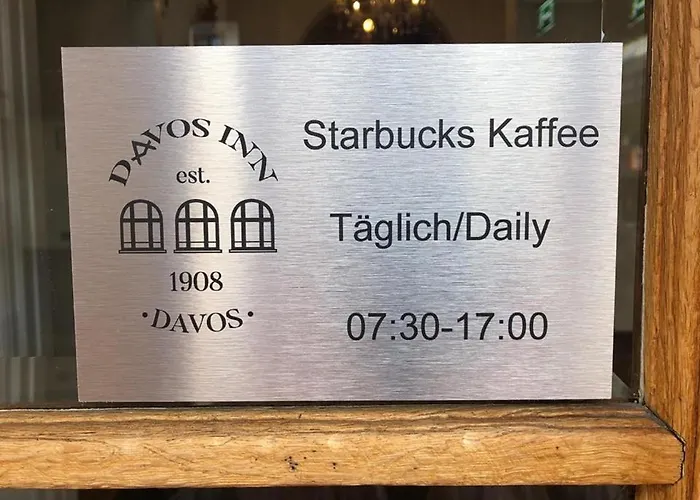 DAVOS INN
est.
1908
·DAVOS·
Starbucks Kaffee
Täglich/Daily
07:30-17:00